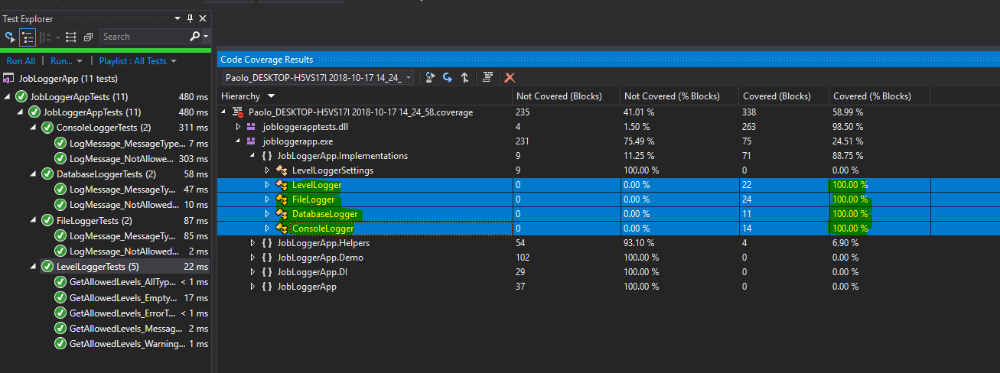 Test Explorer
Search
Run All | Run... Playlist : All Tests
JobLoggerApp (11 tests)
JobLoggerAppTests (11) 480 ms
JobLoggerAppTests (11) 480 ms
ConsoleLoggerTests (2) 311 ms
LogMessage_MessageType... 7 ms
LogMessage_NotAllowe... 303 ms
DatabaseLoggerTests (2) 58 ms
LogMessage_MessageTy... 47 ms
LogMessage_NotAllowed... 10 ms
FileLoggerTests (2) 87 ms
LogMessage_MessageTy... 85 ms
LogMessage_NotAllowed... 2 ms
LevelLoggerTests (5) 22 ms
GetAllowedLevels_AllTyp... < 1 ms
GetAllowedLevels_Empty... 17 ms
GetAllowedLevels_ErrorT... < 1 ms
GetAllowedLevels_Messag... 2 ms
GetAllowedLevels_Warning... 1 ms
Code Coverage Results
Paolo_DESKTOP-H5VS17I 2018-10-17 14_24_
Hierarchy Not Covered (Blocks) Not Covered (% Blocks) Covered (Blocks) Covered (% Blocks)
Paolo_DESKTOP-H5VS17I 2018-10-17 14_24_58.coverage 235 41.01 % 338 58.99 %
jobloggerapptests.dll 4 1.50 % 263 98.50 %
jobloggerapp.exe 231 75.49 % 75 24.51 %
{ } JobLoggerApp.Implementations 9 11.25 % 71 88.75 %
LevelLoggerSettings 9 100.00 % 0 0.00 %
LevelLogger 0 0.00 % 22 100.00 %
FileLogger 0 0.00 % 24 100.00 %
DatabaseLogger 0 0.00 % 11 100.00 %
ConsoleLogger 0 0.00 % 14 100.00 %
{ } JobLoggerApp.Helpers 54 93.10 % 4 6.90 %
{ } JobLoggerApp.Demo 102 100.00 % 0 0.00 %
{ } JobLoggerApp.DI 29 100.00 % 0 0.00 %
{ } JobLoggerApp 37 100.00 % 0 0.00 %